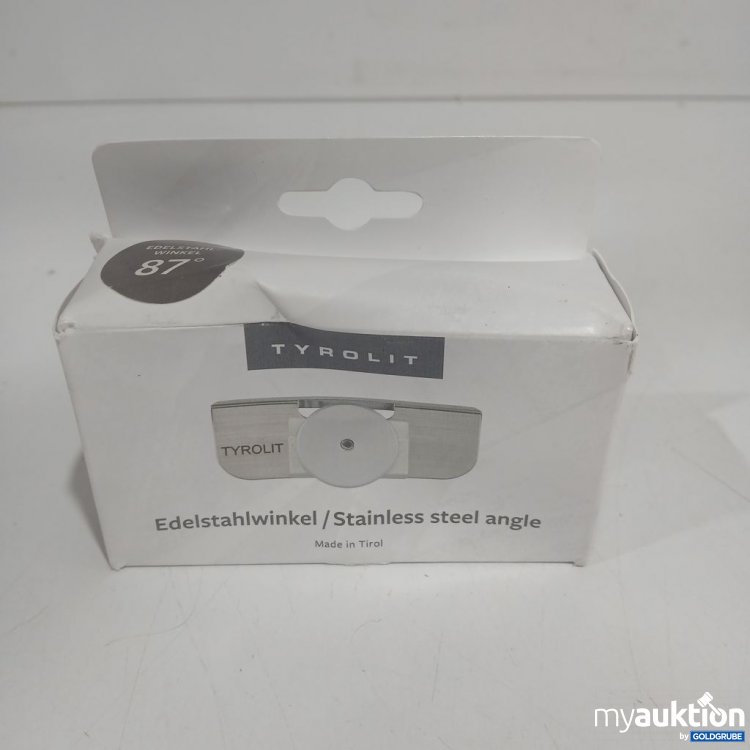 EDELSTAHL
WINKEL
87°
TYROLIT
TYROLIT
Edelstahlwinkel / Stainless steel angle
Made in Tirol
myauktion
by GOLDGRUBE